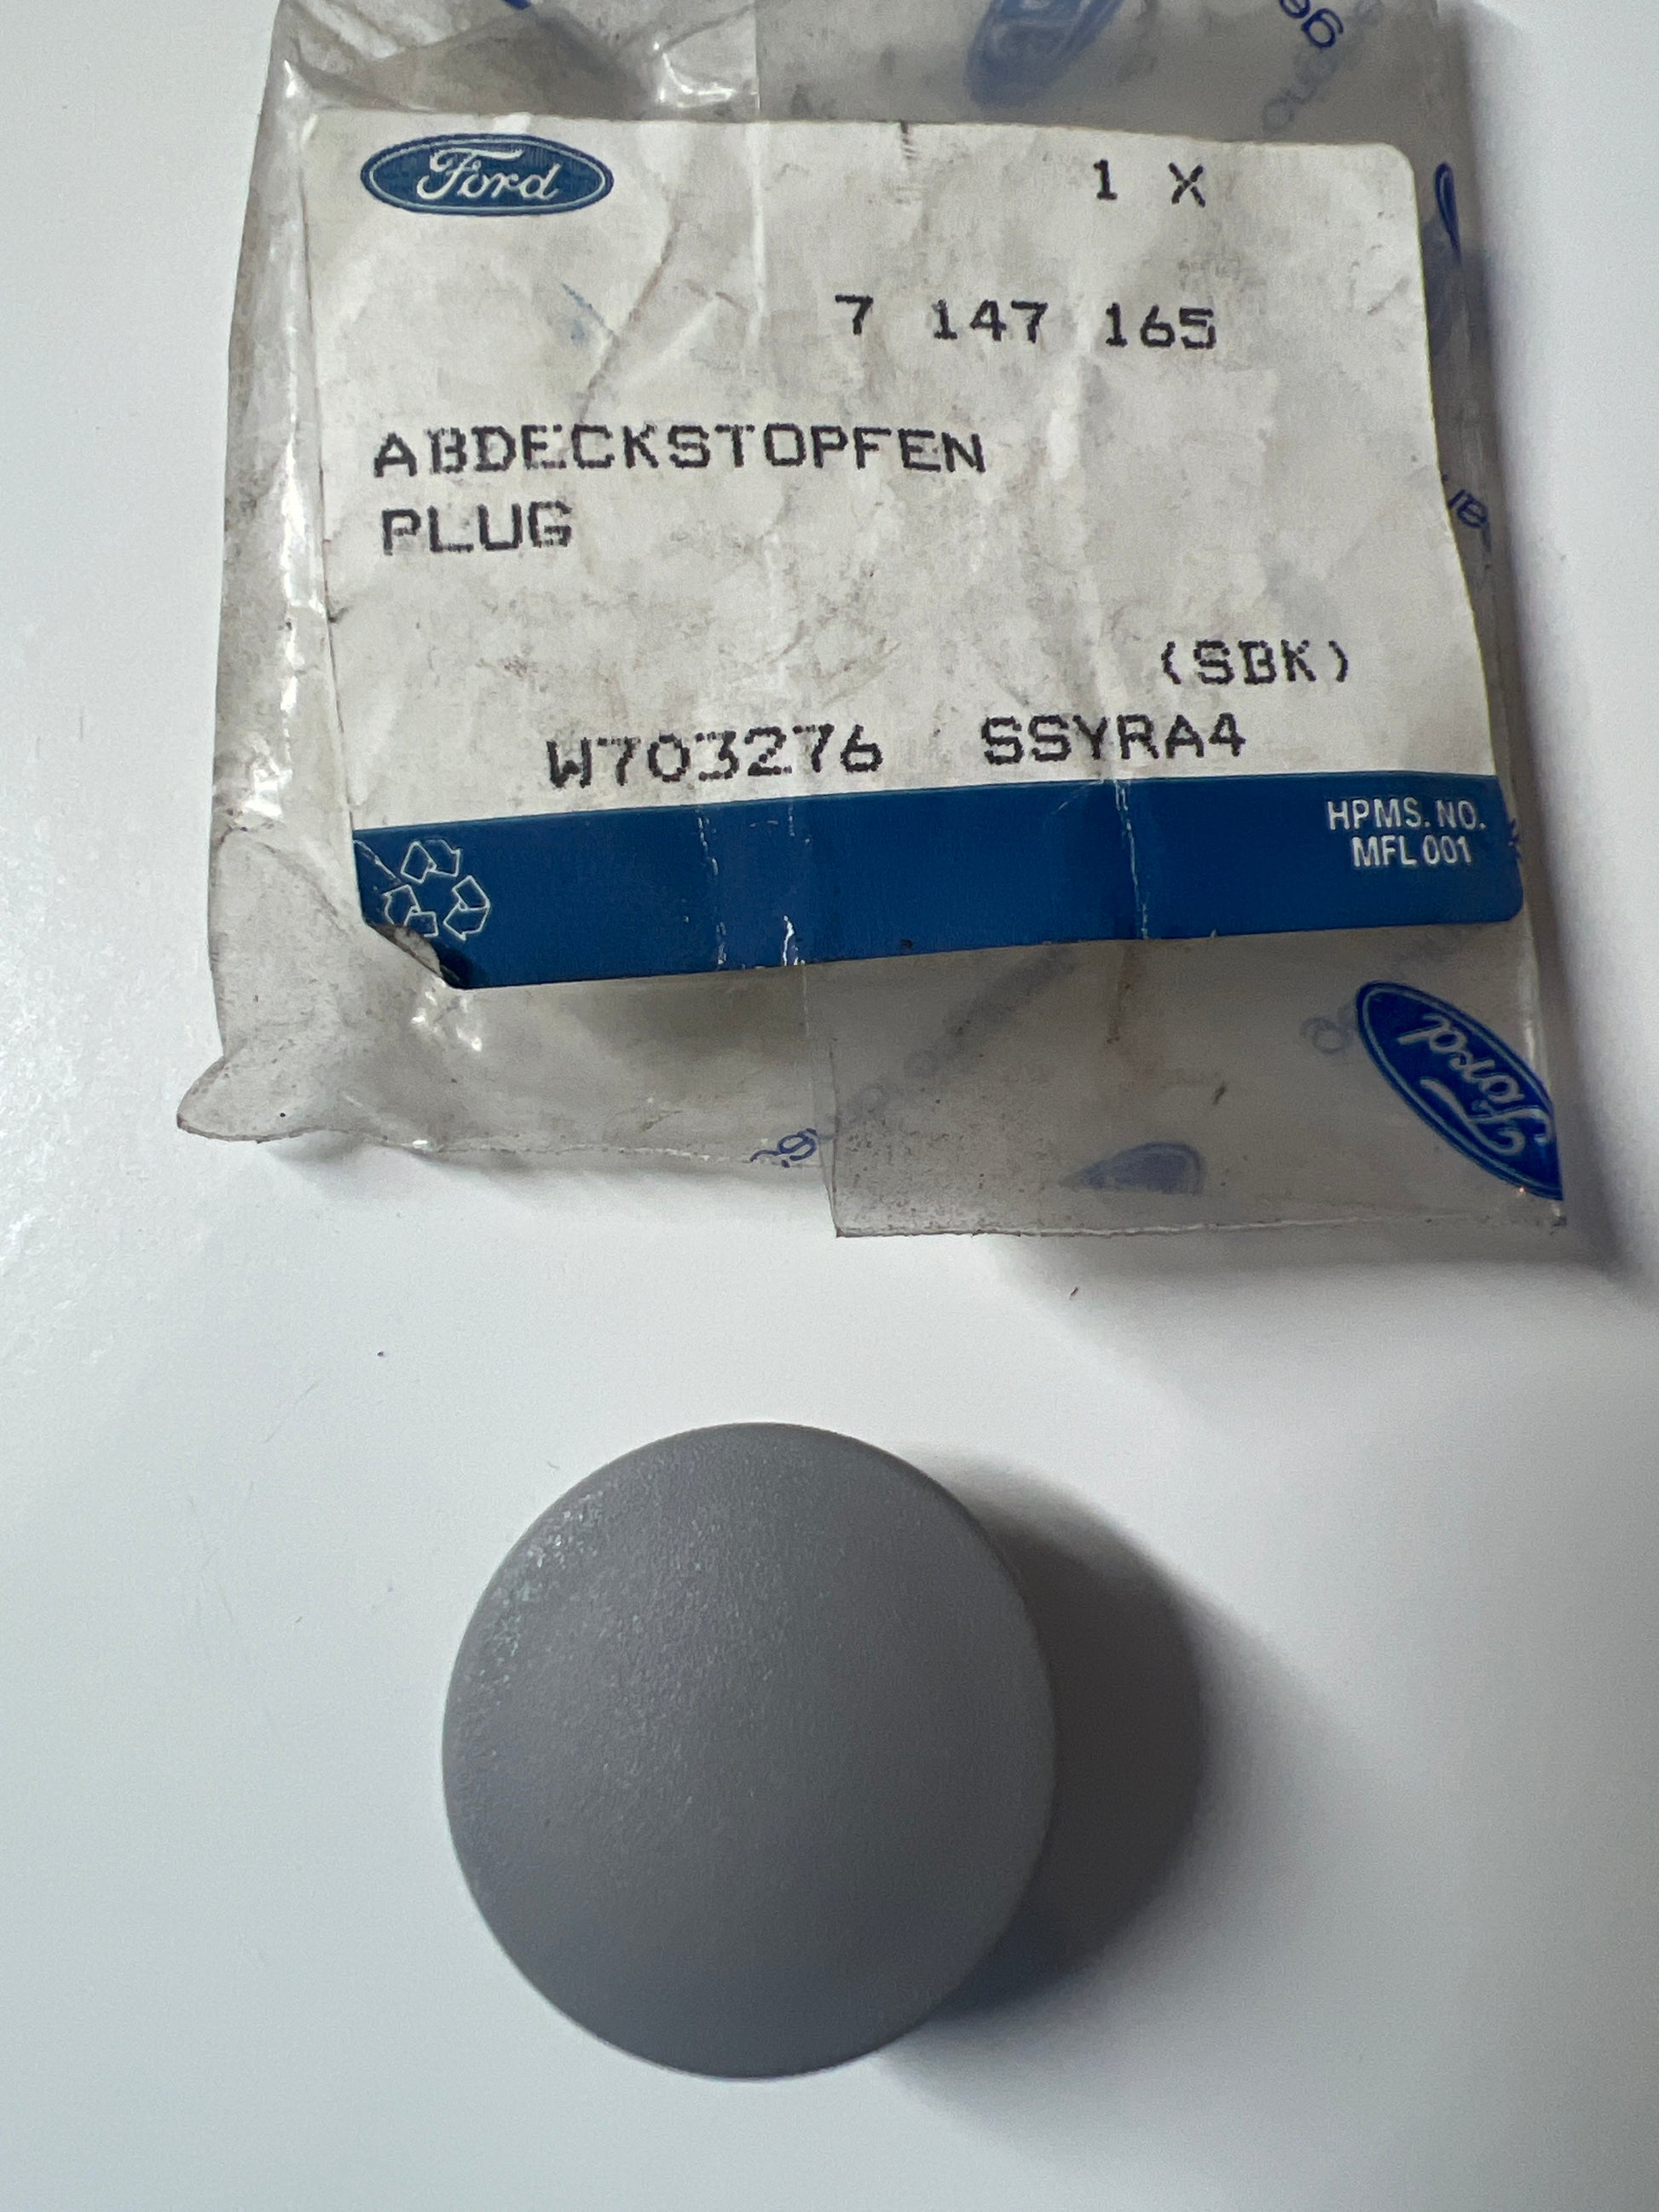 Ford
1 X
7 147 165
ABDECKSTOPFEN
PLUG
(SBK)
W703276 SSYRA4
HPMS. NO.
MFL 001
Ford